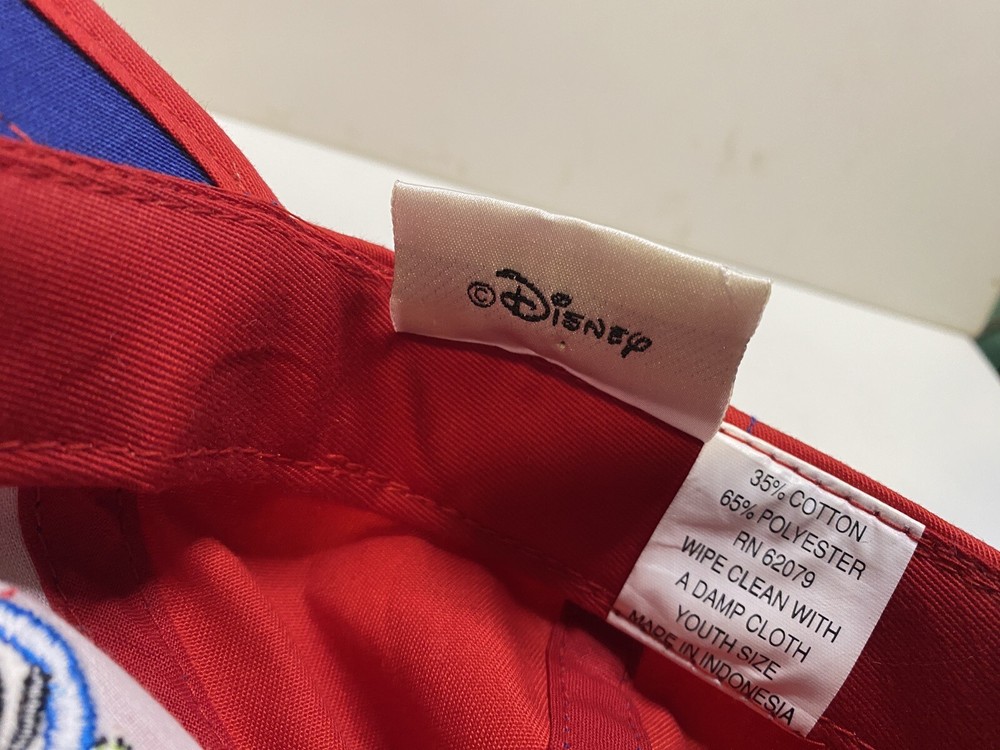 © Disney
35% COTTON
65% POLYESTER
RN 62079
WIPE CLEAN WITH
A DAMP CLOTH
YOUTH SIZE
MADE IN INDONESIA